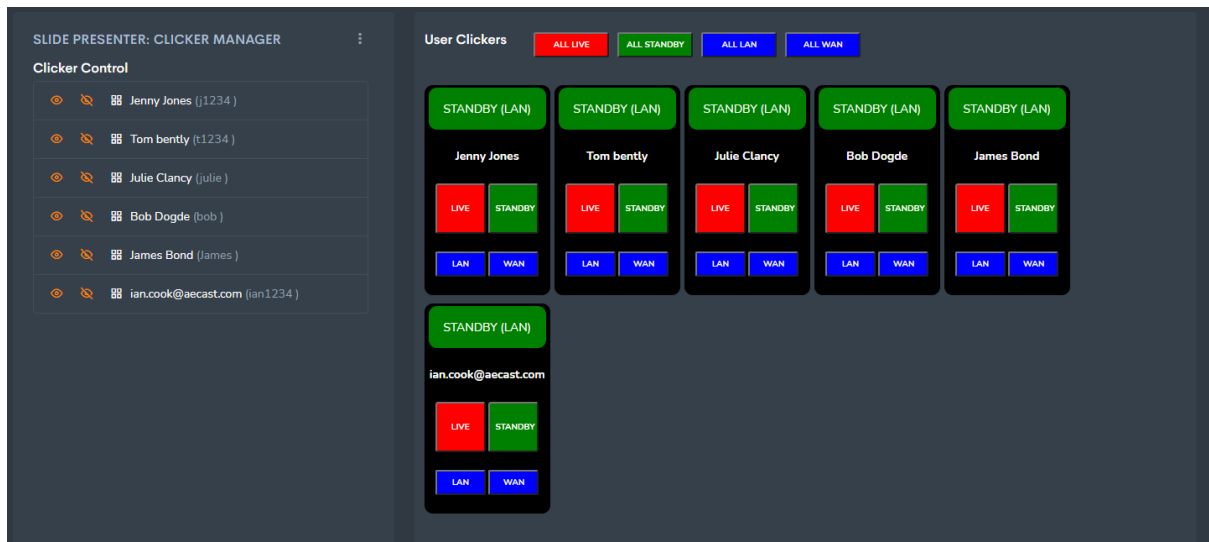 SLIDE PRESENTER: CLICKER MANAGER
Clicker Control
Jenny Jones (j1234 )
Tom bently (t1234 )
Julie Clancy (julie )
Bob Dogde (bob )
James Bond (James )
ian.cook@aecast.com (ian1234 )
User Clickers ALL LIVE ALL STANDBY ALL LAN ALL WAN
STANDBY (LAN) STANDBY (LAN) STANDBY (LAN) STANDBY (LAN) STANDBY (LAN)
Jenny Jones Tom bently Julie Clancy Bob Dogde James Bond
LIVE STANDBY LIVE STANDBY LIVE STANDBY LIVE STANDBY LIVE STANDBY
LAN WAN LAN WAN LAN WAN LAN WAN LAN WAN
STANDBY (LAN)
ian.cook@aecast.com
LIVE STANDBY
LAN WAN